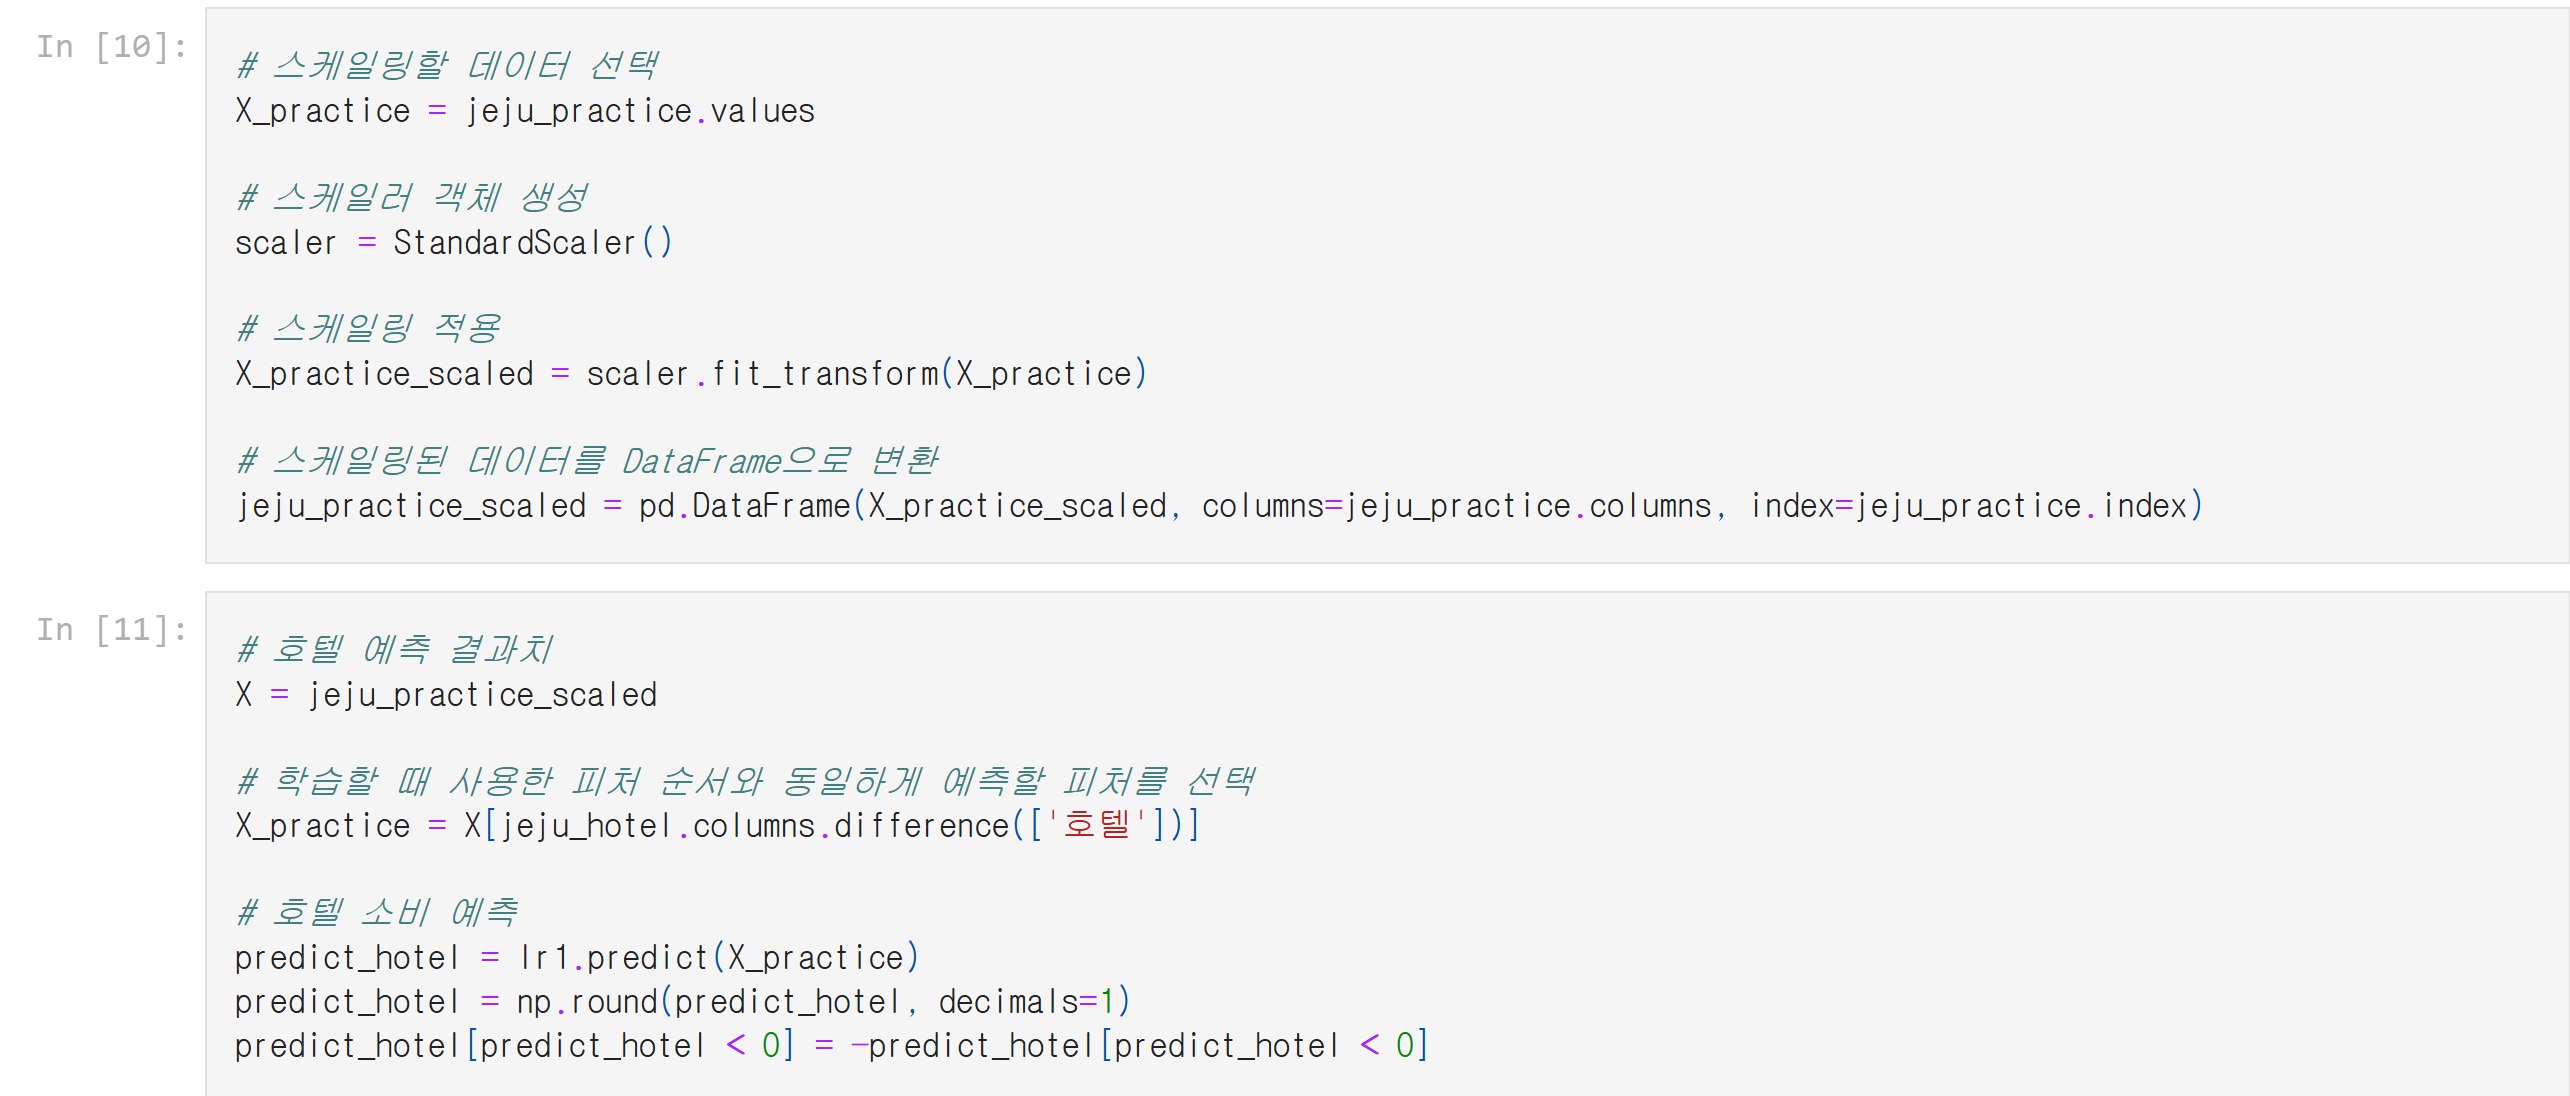 In [10]:
# 스케일링할 데이터 선택
X_practice = jeju_practice.values
# 스케일러 객체 생성
scaler = StandardScaler()
# 스케일링 적용
X_practice_scaled = scaler.fit_transform(X_practice)
# 스케일링된 데이터를 DataFrame으로 변환
jeju_practice_scaled = pd.DataFrame(X_practice_scaled, columns=jeju_practice.columns, index=jeju_practice.index)
In [11]:
# 호텔 예측 결과치
X = jeju_practice_scaled
# 학습할 때 사용한 피처 순서와 동일하게 예측할 피처를 선택
X_practice = X[jeju_hotel.columns.difference(['호텔'])]
# 호텔 소비 예측
predict_hotel = lr1.predict(X_practice)
predict_hotel = np.round(predict_hotel, decimals=1)
predict_hotel[predict_hotel < 0] = -predict_hotel[predict_hotel < 0]